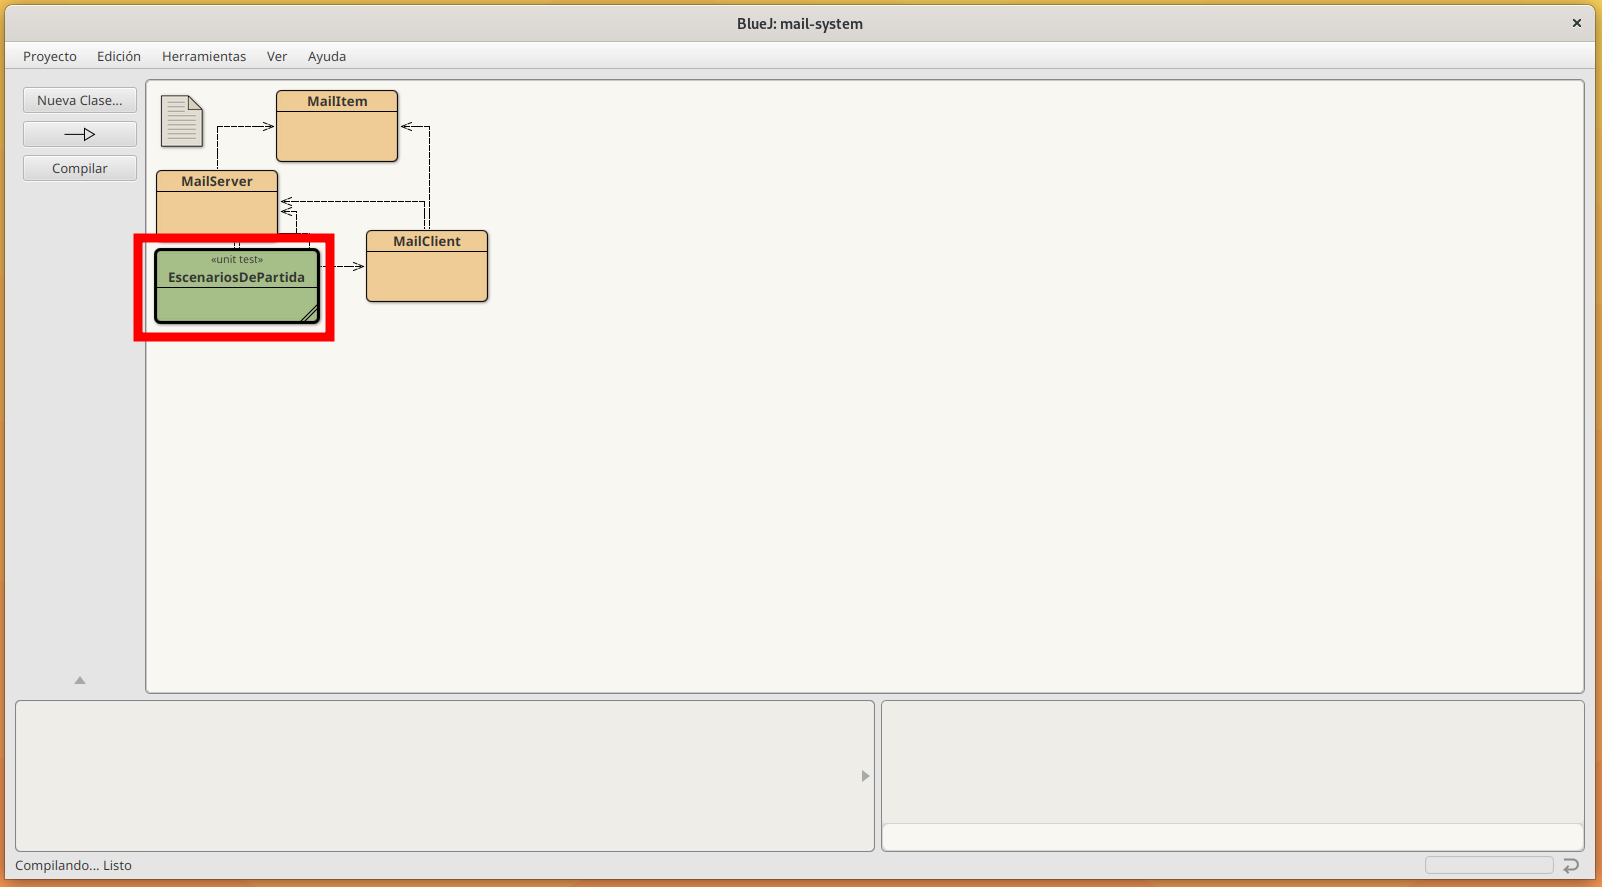 BlueJ: mail-system
Proyecto Edición Herramientas Ver Ayuda
Nueva Clase...
Compilar
MailItem
MailServer
MailClient
«unit test»
EscenariosDePartida
Compilando... Listo